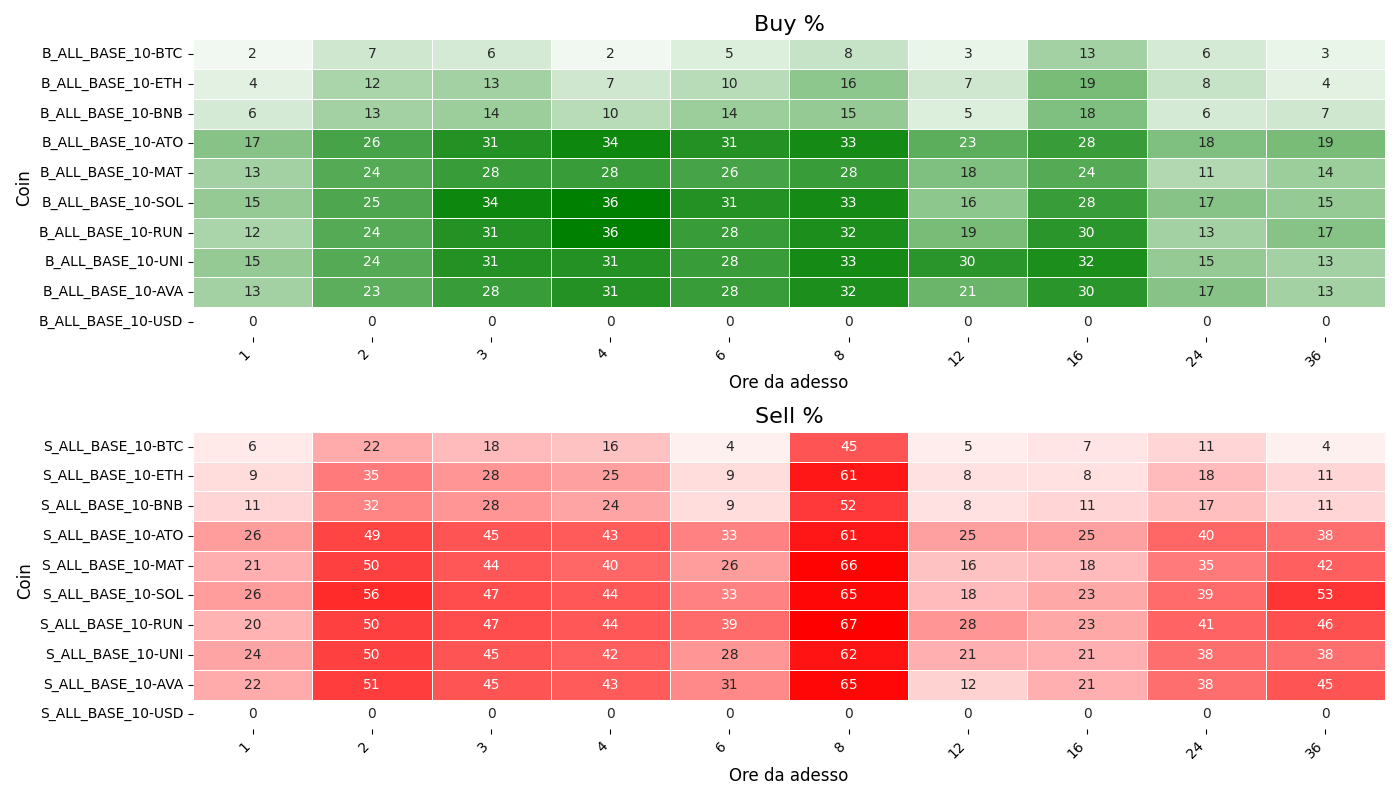 Buy %
Coin
B_ALL_BASE_10-BTC 2 7 6 2 5 8 3 13 6 3
B_ALL_BASE_10-ETH 4 12 13 7 10 16 7 19 8 4
B_ALL_BASE_10-BNB 6 13 14 10 14 15 5 18 6 7
B_ALL_BASE_10-ATO 17 26 31 34 31 33 23 28 18 19
B_ALL_BASE_10-MAT 13 24 28 28 26 28 18 24 11 14
B_ALL_BASE_10-SOL 15 25 34 36 31 33 16 28 17 15
B_ALL_BASE_10-RUN 12 24 31 36 28 32 19 30 13 17
B_ALL_BASE_10-UNI 15 24 31 31 28 33 30 32 15 13
B_ALL_BASE_10-AVA 13 23 28 31 28 32 21 30 17 13
B_ALL_BASE_10-USD 0 0 0 0 0 0 0 0 0 0
1 2 3 4 6 8 12 16 24 36
Ore da adesso
Sell %
Coin
S_ALL_BASE_10-BTC 6 22 18 16 4 45 5 7 11 4
S_ALL_BASE_10-ETH 9 35 28 25 9 61 8 8 18 11
S_ALL_BASE_10-BNB 11 32 28 24 9 52 8 11 17 11
S_ALL_BASE_10-ATO 26 49 45 43 33 61 25 25 40 38
S_ALL_BASE_10-MAT 21 50 44 40 26 66 16 18 35 42
S_ALL_BASE_10-SOL 26 56 47 44 33 65 18 23 39 53
S_ALL_BASE_10-RUN 20 50 47 44 39 67 28 23 41 46
S_ALL_BASE_10-UNI 24 50 45 42 28 62 21 21 38 38
S_ALL_BASE_10-AVA 22 51 45 43 31 65 12 21 38 45
S_ALL_BASE_10-USD 0 0 0 0 0 0 0 0 0 0
1 2 3 4 6 8 12 16 24 36
Ore da adesso